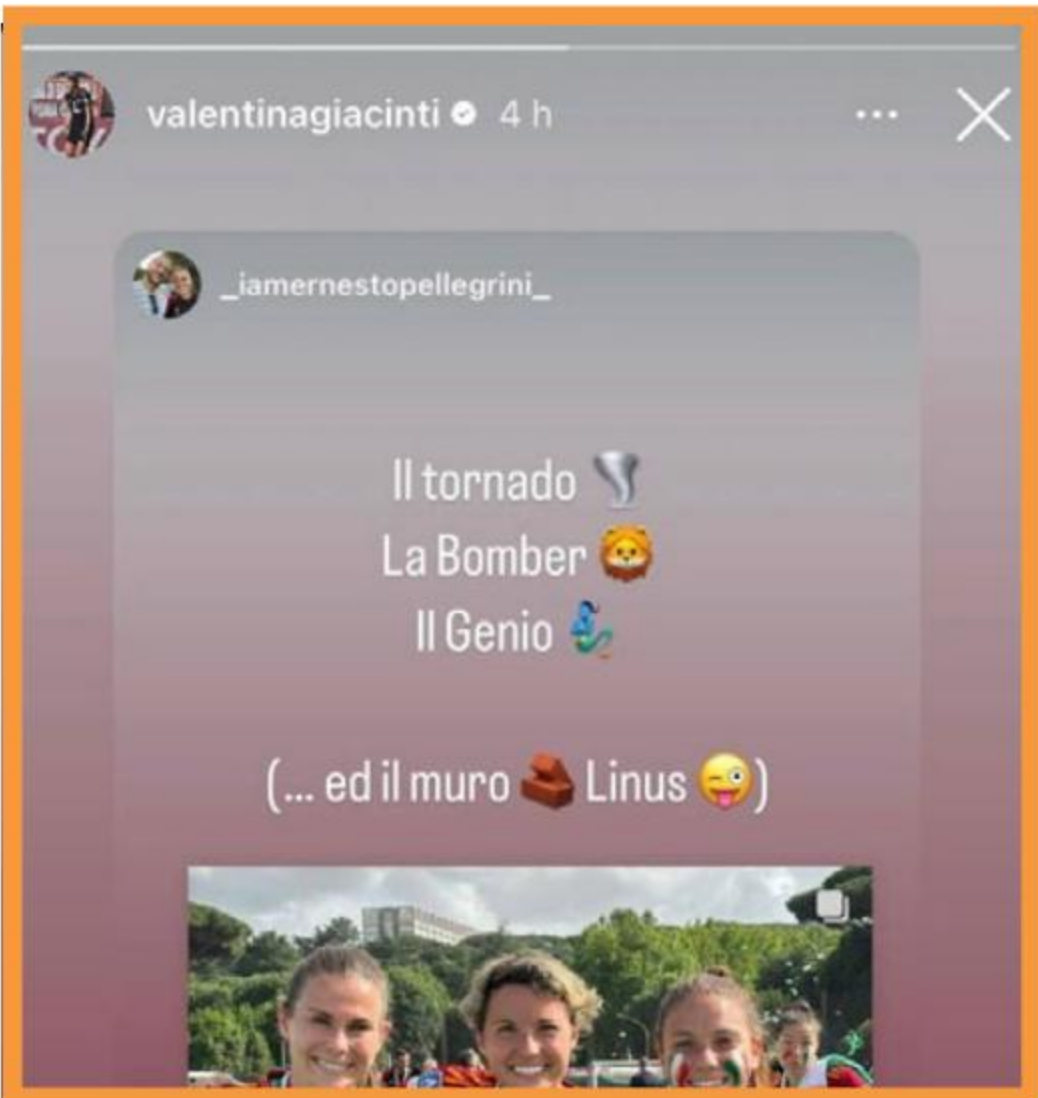 valentinagiacinti 4 h
_iamernestopellegrini_
Il tornado 🌪️
La Bomber 🦁
Il Genio 🧞‍♂️
(... ed il muro 🧱 Linus 😜)